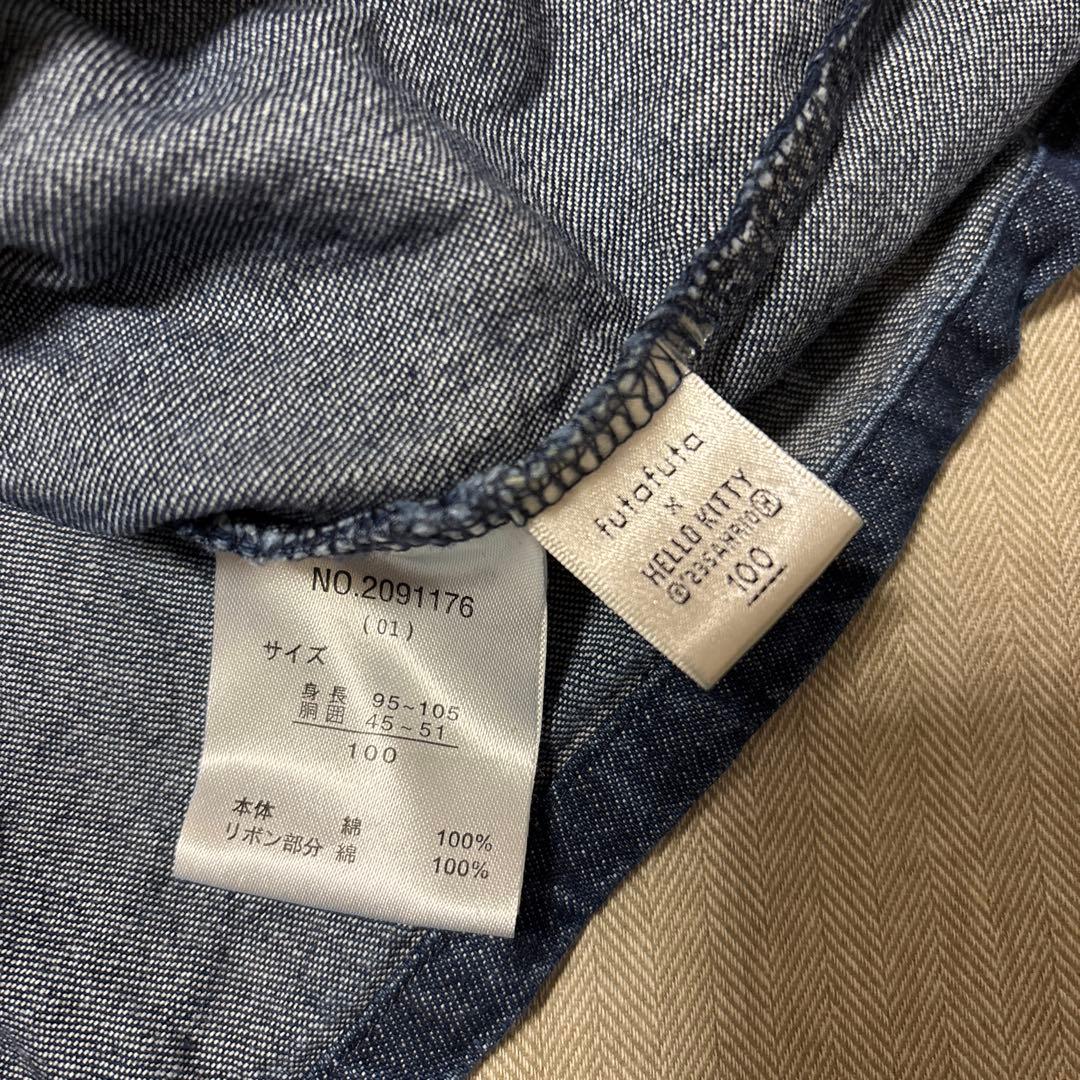 NO.2091176
(01)
サイズ
身長 95~105
胴囲 45~51
100
本体 綿 100%
リボン部分 綿 100%
futafuta
×
HELLO KITTY
100